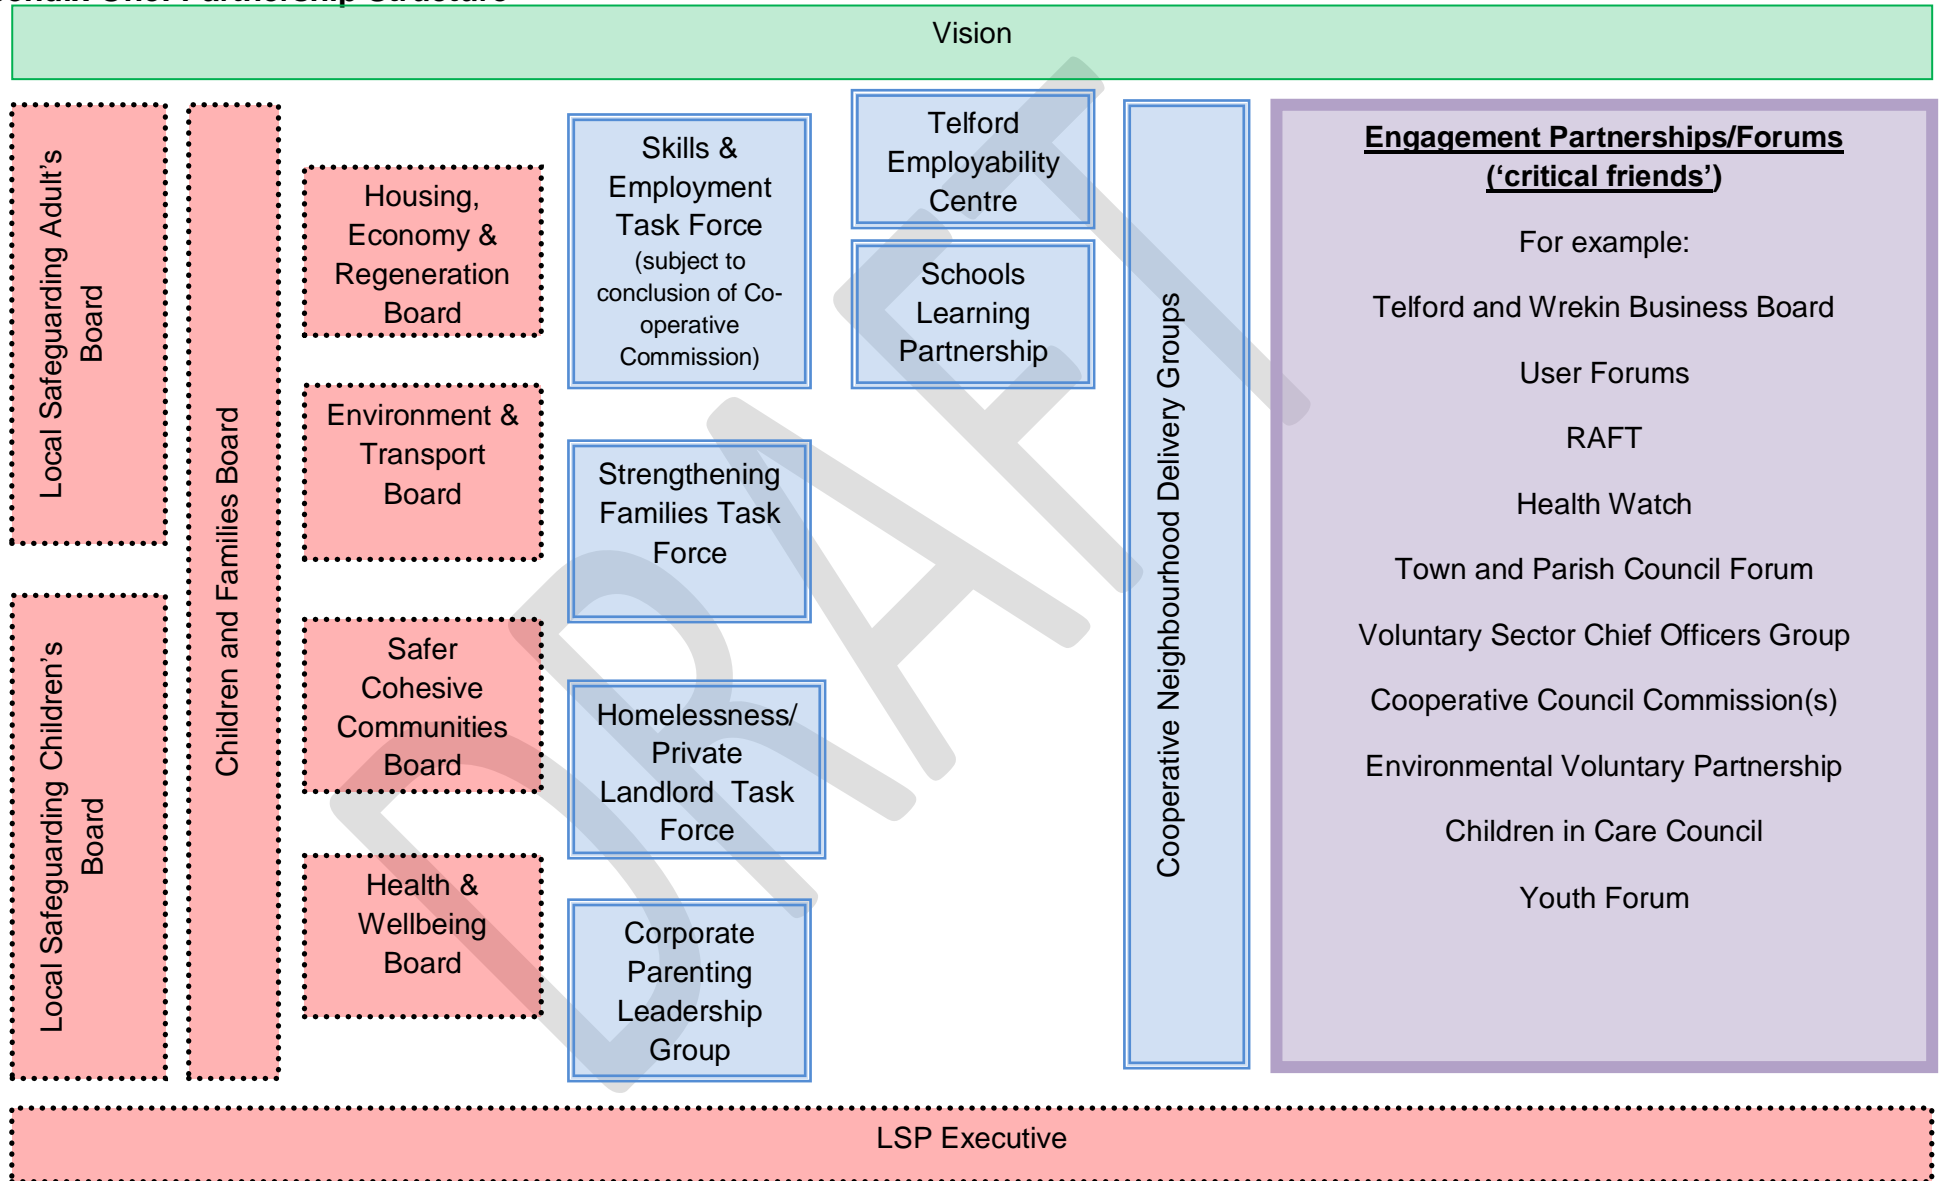 Partnership Structure
Vision
Local Safeguarding Adult's
Board
Local Safeguarding Children's
Board
Children and Families Board
Housing,
Economy &
Regeneration
Board
Environment &
Transport
Board
Safer
Cohesive
Communities
Board
Health &
Wellbeing
Board
Skills &
Employment
Task Force
(subject to
conclusion of Co-
operative
Commission)
Strengthening
Families Task
Force
Homelessness/
Private
Landlord Task
Force
Corporate
Parenting
Leadership
Group
Telford
Employability
Centre
Schools
Learning
Partnership
Cooperative Neighbourhood Delivery Groups
Engagement Partnerships/Forums
(‘critical friends’)
For example:
Telford and Wrekin Business Board
User Forums
RAFT
Health Watch
Town and Parish Council Forum
Voluntary Sector Chief Officers Group
Cooperative Council Commission(s)
Environmental Voluntary Partnership
Children in Care Council
Youth Forum
LSP Executive
DRAFT